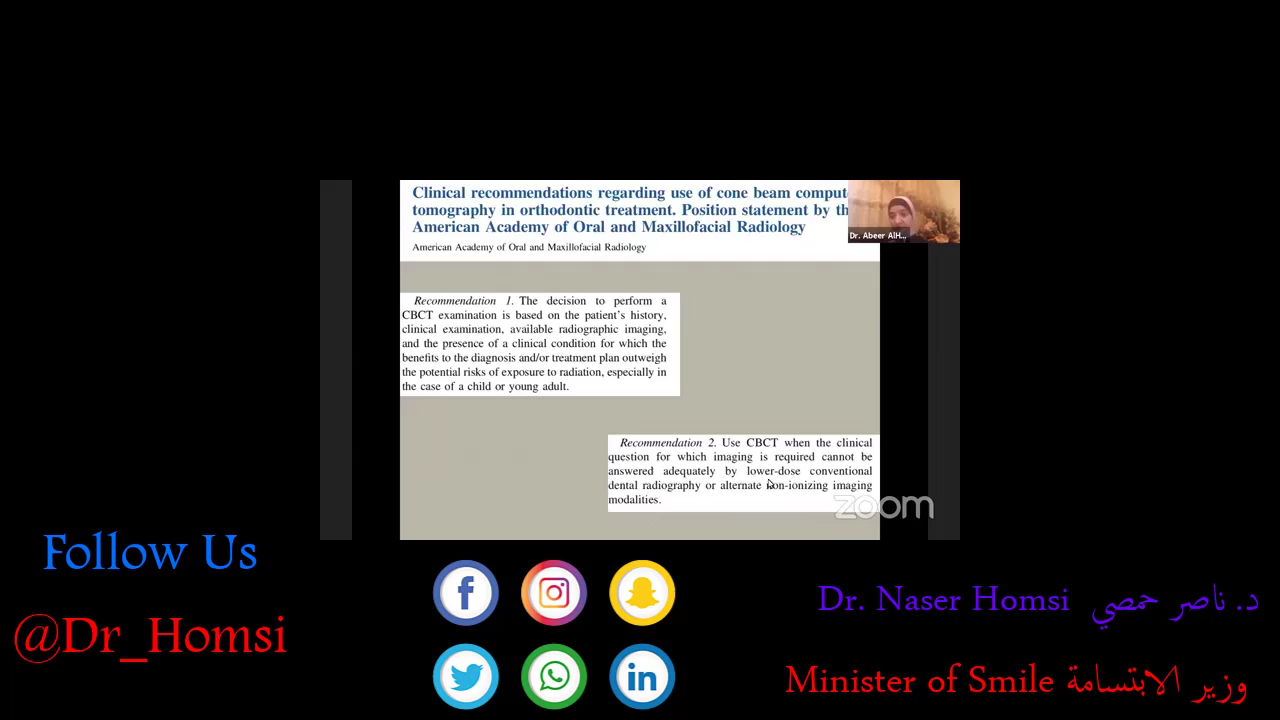 Clinical recommendations regarding use of cone beam
tomography in orthodontic treatment. Position statement by
American Academy of Oral and Maxillofacial Radiology
American Academy of Oral and Maxillofacial Radiology
Dr. Abeer AlH...
Recommendation 1. The decision to perform a
CBCT examination is based on the patient's history,
clinical examination, available radiographic imaging,
and the presence of a clinical condition for which the
benefits to the diagnosis and/or treatment plan outweigh
the potential risks of exposure to radiation, especially in
the case of a child or young adult.
Recommendation 2. Use CBCT when the clinical
question for which imaging is required cannot be
answered adequately by lower-dose conventional
dental radiography or alternate non-ionizing imaging
modalities.
zoom
Follow Us
@Dr_Homsi
Dr. Naser Homsi د. ناصر حمصي
Minister of Smile وزير الابتسامة